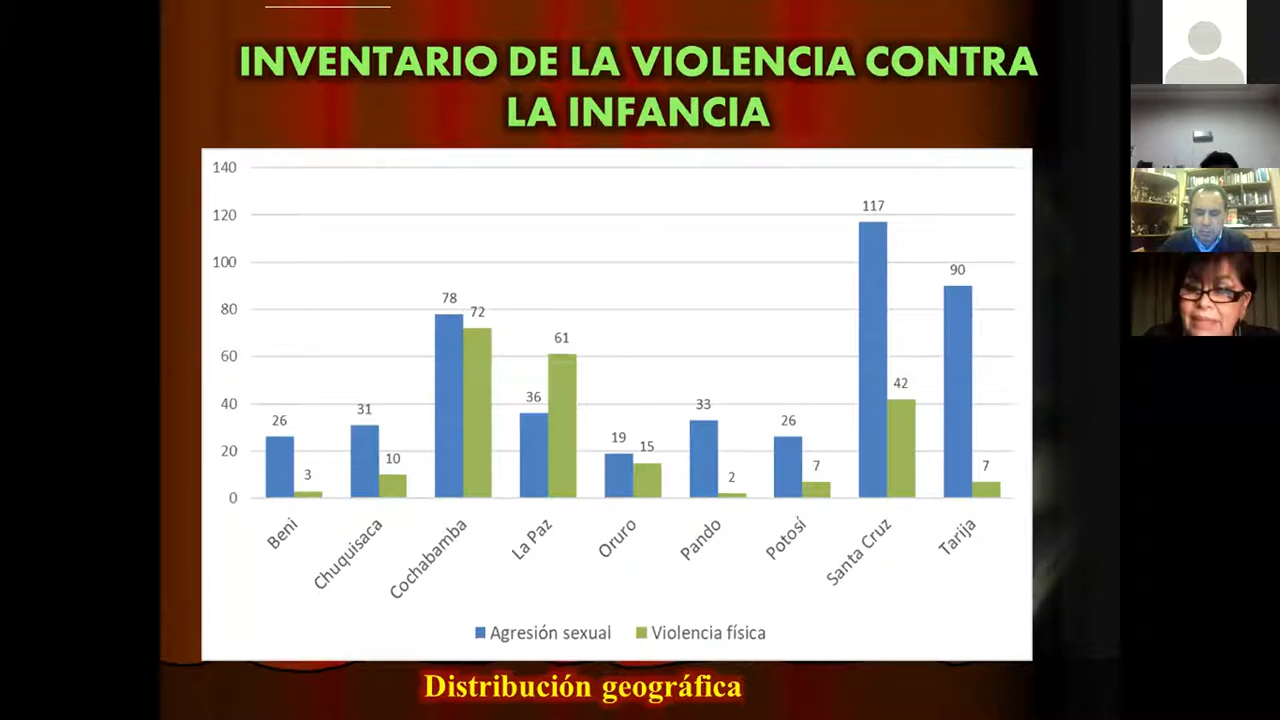 INVENTARIO DE LA VIOLENCIA CONTRA
LA INFANCIA
140
120
100
80
60
40
20
0
26
3
31
10
78
72
36
61
19
15
33
2
26
7
117
42
90
7
Beni
Chuquisaca
Cochabamba
La Paz
Oruro
Pando
Potosí
Santa Cruz
Tarija
Agresión sexual
Violencia física
Distribución geográfica